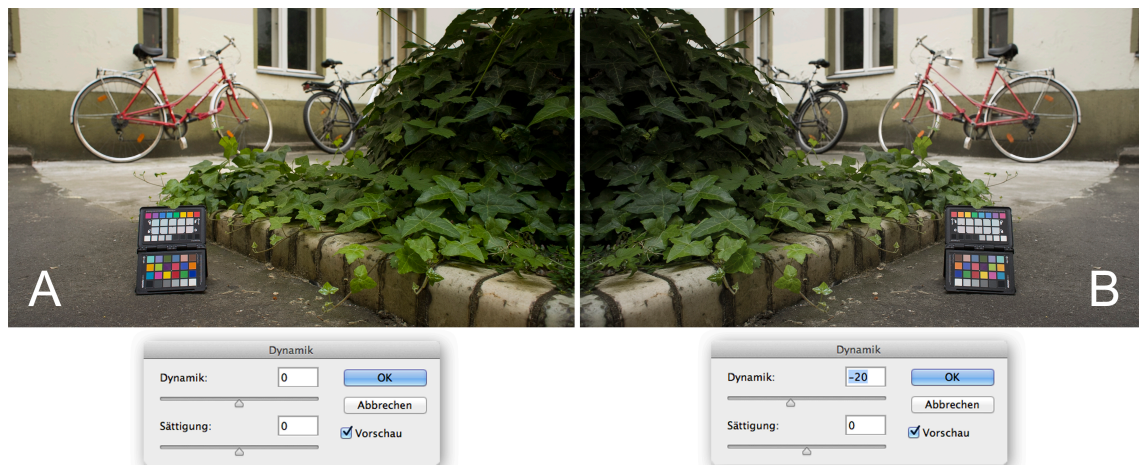 A
B
Dynamik
Dynamik:
0
OK
Abbrechen
Sättigung:
0
Vorschau
Dynamik
Dynamik:
-20
OK
Abbrechen
Sättigung:
0
Vorschau